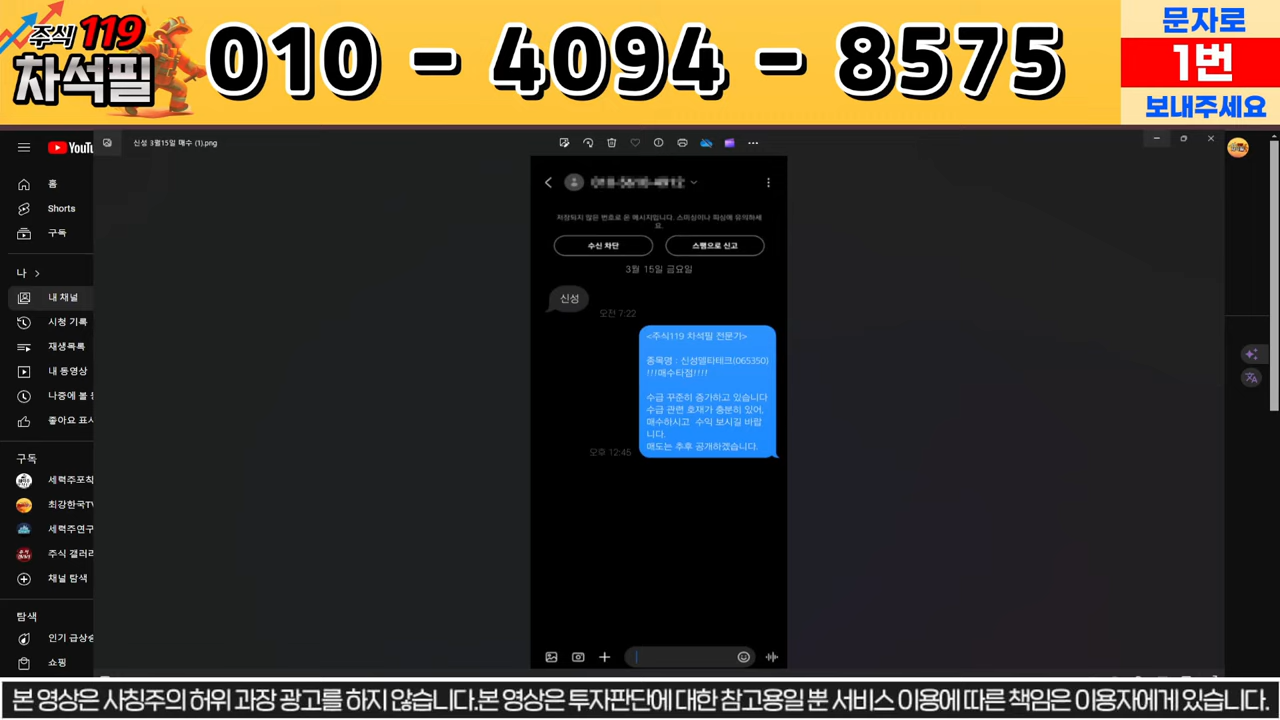 주식 119
차석필
010 - 4094 - 8575
문자로
1번
보내주세요
신성 3월15일 매수 (1).png
홈
Shorts
구독
나
내 채널
시청 기록
재생목록
내 동영상
나중에 볼
좋아요 표시
구독
세력주포착
최강한국TV
세력주연구
주식 갤러리
채널 탐색
탐색
인기 급상승
쇼핑
저장되지 않은 번호로 온 메시지입니다. 스미싱이나 피싱에 유의하세
요.
수신 차단
스팸으로 신고
3월 15일 금요일
신성
오전 7:22
<주식119 차석필 전문가>
종목명 : 신성델타테크(065350)
!!!매수타점!!!!
수급 꾸준히 증가하고 있습니다
수급 관련 호재가 충분히 있어,
매수하시고 수익 보시길 바랍
니다.
매도는 추후 공개하겠습니다.
오후 12:45
본 영상은 사칭주의 허위 과장 광고를 하지 않습니다.본 영상은 투자판단에 대한 참고용일 뿐 서비스 이용에 따른 책임은 이용자에게 있습니다.